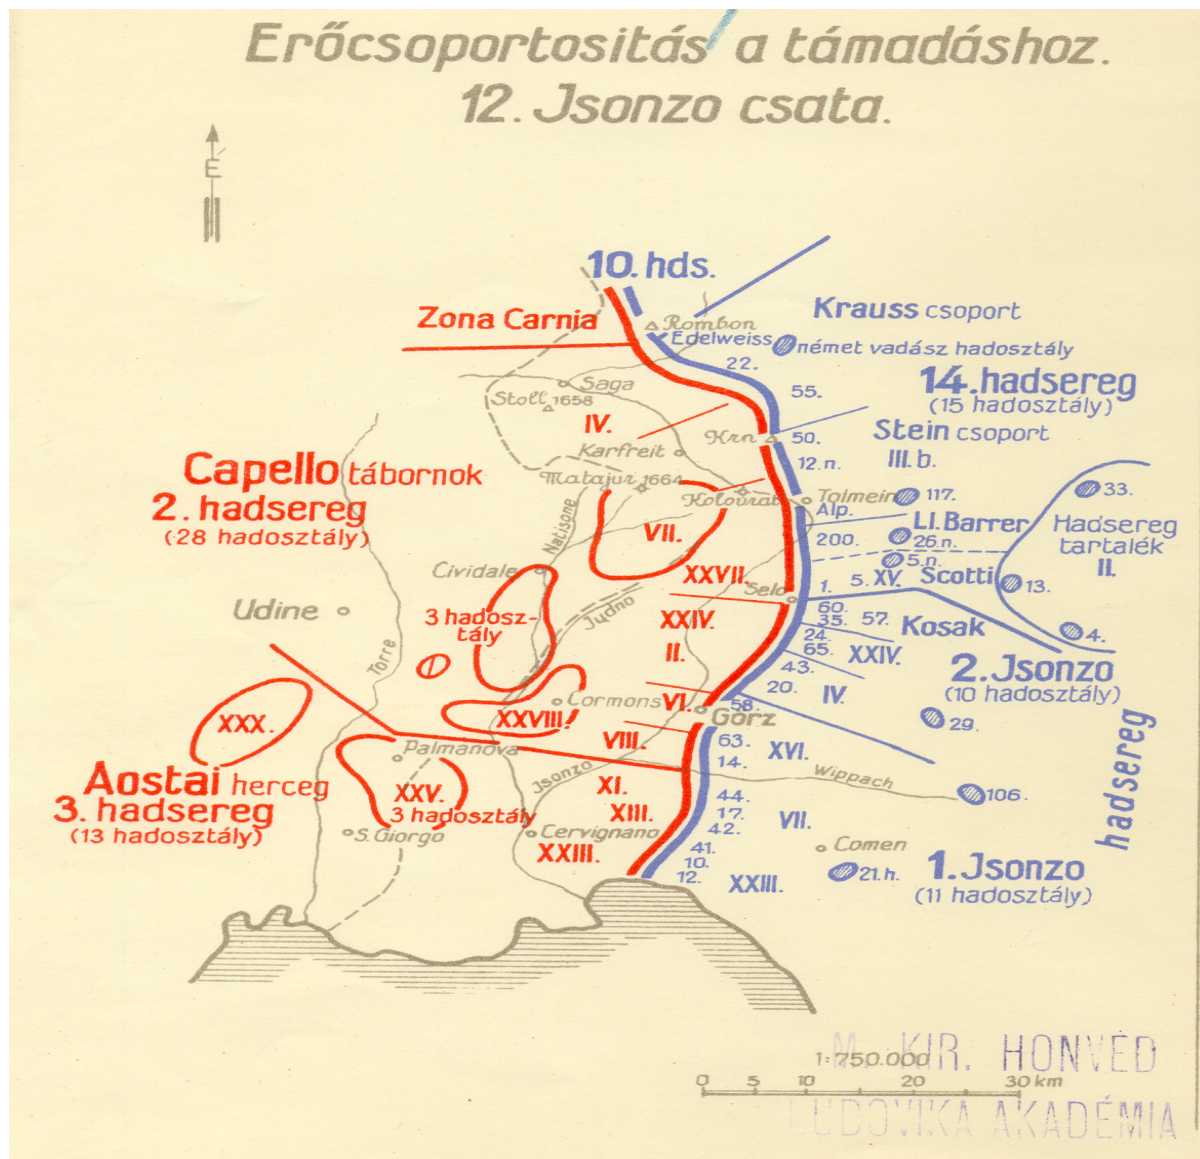 Erőcsoportositás a támadáshoz.
12. Jsonzo csata.
É
10. hds.
Zona Carnia
Rombon
Edelweiss
Krauss csoport
német vadász hadosztály
22.
55.
14. hadsereg
(15 hadosztály)
Saga
Stoll 1658
IV.
Krn
50.
Stein csoport
III. b.
Karfreit
12. n.
Capello tábornok
2. hadsereg
(28 hadosztály)
Matajur 1664
Kolovrat
Tolmein
117.
33.
Alp.
Ll. Barrer
Hadsereg
tartalék
II.
Natisone
VII.
200.
26. n.
5. n.
Cividale
XXVII.
Selo
1.
5.
XV.
Scotti
13.
Udine
3 hadosz-
tály
Judno
XXIV.
II.
60.
35.
57.
Kosak
4.
24.
65.
XXIV.
Torre
I
43.
2. Jsonzo
(10 hadosztály)
20.
IV.
Cormons
VI.
58.
Görz
29.
XXX.
XXVIII.
VIII.
63.
XVI.
Palmanova
14.
Wippach
Aostai herceg
3. hadsereg
(13 hadosztály)
XXV.
3 hadosztály
Jsonzo
XI.
XIII.
44.
106.
hadsereg
17.
VII.
42.
S. Giorgo
Cervignano
XXIII.
41.
Comen
10.
12.
XXIII.
21. h.
1. Jsonzo
(11 hadosztály)
M. KIR. HONVÉD
1:750.000
0 5 10 20 30 km
LUDOVIKA AKADÉMIA